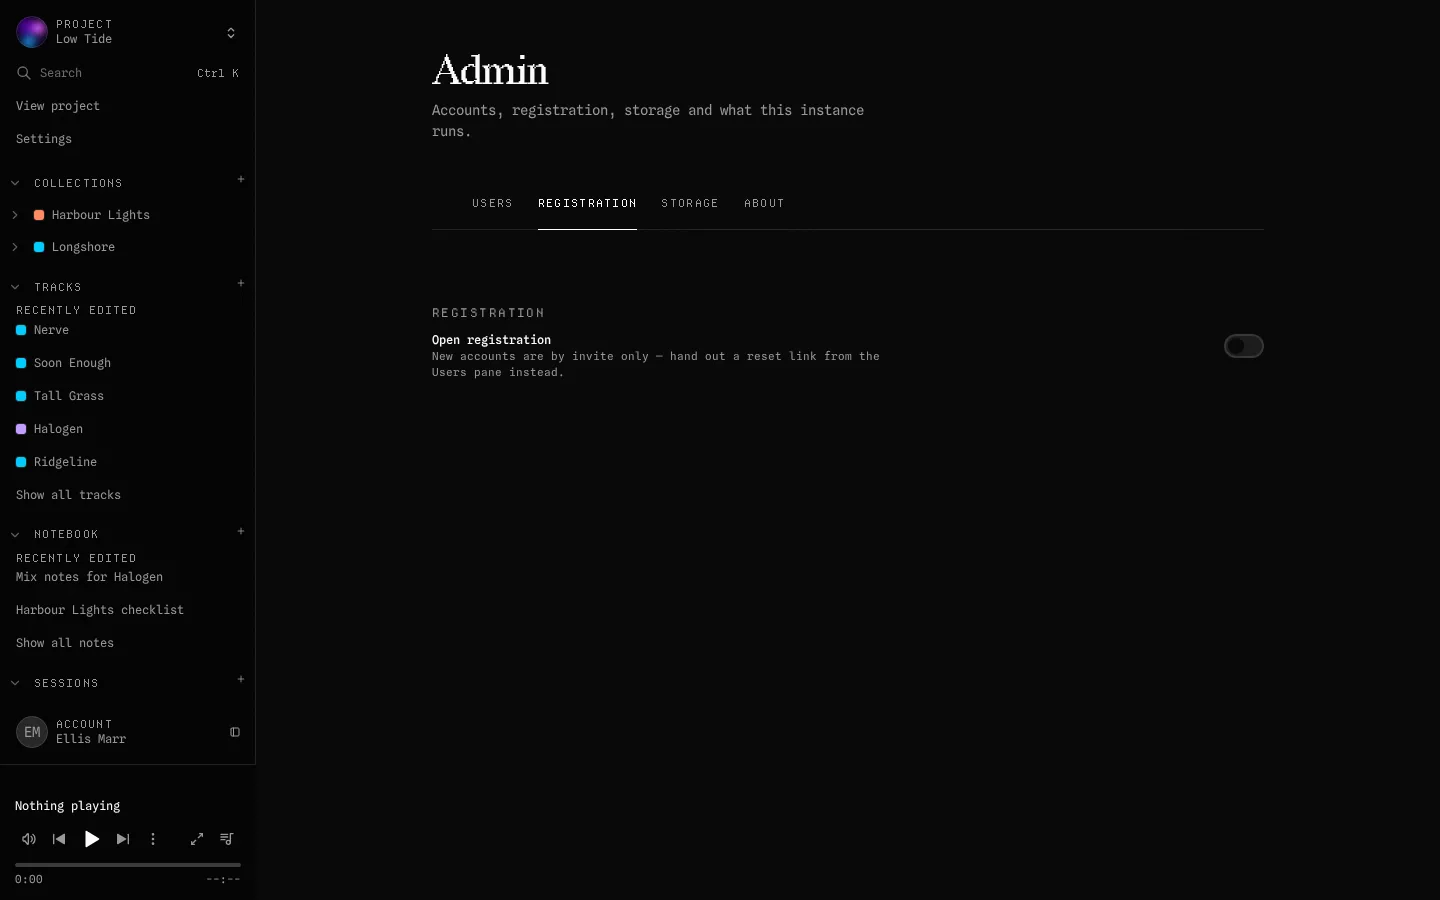 PROJECT
Low Tide
Search Ctrl K
View project
Settings
COLLECTIONS +
Harbour Lights
Longshore
TRACKS +
RECENTLY EDITED
Nerve
Soon Enough
Tall Grass
Halogen
Ridgeline
Show all tracks
NOTEBOOK +
RECENTLY EDITED
Mix notes for Halogen
Harbour Lights checklist
Show all notes
SESSIONS +
EM
ACCOUNT
Ellis Marr
Nothing playing
0:00 --:--
Admin
Accounts, registration, storage and what this instance
runs.
USERS REGISTRATION STORAGE ABOUT
REGISTRATION
Open registration
New accounts are by invite only — hand out a reset link from the
Users pane instead.